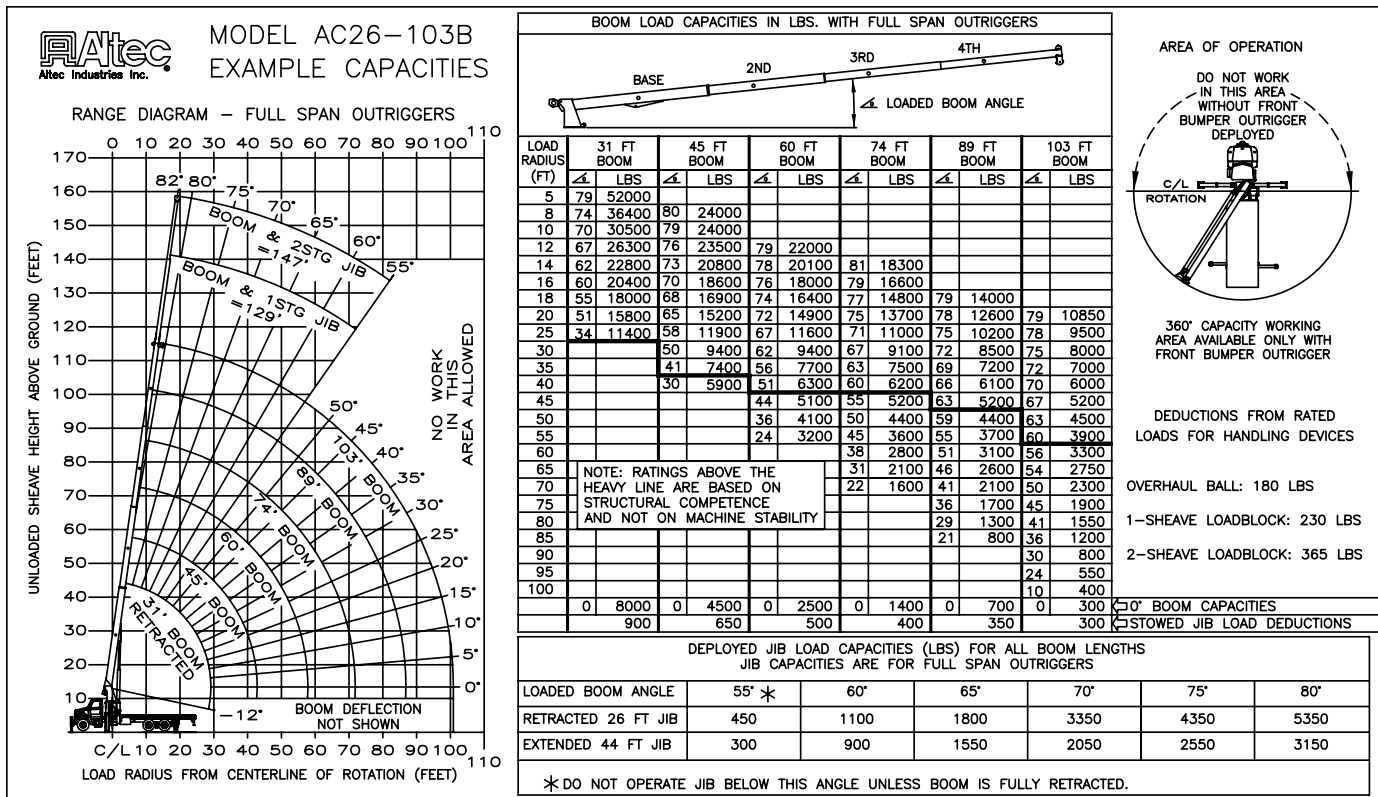 Altec
Altec Industries Inc.
MODEL AC26-103B
EXAMPLE CAPACITIES
RANGE DIAGRAM - FULL SPAN OUTRIGGERS
0 10 20 30 40 50 60 70 80 90 100 110
170
160
150
140
130
120
110
100
90
80
70
60
50
40
30
20
10
UNLOADED SHEAVE HEIGHT ABOVE GROUND (FEET)
82° 80° 75° 70° 65° 60° 55°
BOOM & 2STG JIB
=147'
BOOM & 1STG JIB
=129'
NO WORK
IN THIS
AREA ALLOWED
50°
45°
40°
35°
30°
25°
20°
15°
10°
5°
0°
-12°
103' BOOM
89' BOOM
74' BOOM
60' BOOM
45' BOOM
31' BOOM
RETRACTED
BOOM DEFLECTION
NOT SHOWN
C/L 10 20 30 40 50 60 70 80 90 100 110
LOAD RADIUS FROM CENTERLINE OF ROTATION (FEET)
BOOM LOAD CAPACITIES IN LBS. WITH FULL SPAN OUTRIGGERS
BASE 2ND 3RD 4TH
LOADED BOOM ANGLE
LOAD RADIUS (FT) 31 FT BOOM 45 FT BOOM 60 FT BOOM 74 FT BOOM 89 FT BOOM 103 FT BOOM
LBS LBS LBS LBS LBS LBS
5 79 52000
8 74 36400 80 24000
10 70 30500 79 24000
12 67 26300 76 23500 79 22000
14 62 22800 73 20800 78 20100 81 18300
16 60 20400 70 18600 76 18000 79 16600
18 55 18000 68 16900 74 16400 77 14800 79 14000
20 51 15800 65 15200 72 14900 75 13700 78 12600 79 10850
25 34 11400 58 11900 67 11600 71 11000 75 10200 78 9500
30 50 9400 62 9400 67 9100 72 8500 75 8000
35 41 7400 56 7700 63 7500 69 7200 72 7000
40 30 5900 51 6300 60 6200 66 6100 70 6000
45 44 5100 55 5200 63 5200 67 5200
50 36 4100 50 4400 59 4400 63 4500
55 24 3200 45 3600 55 3700 60 3900
60 38 2800 51 3100 56 3300
65 31 2100 46 2600 54 2750
70 22 1600 41 2100 50 2300
75 36 1700 45 1900
80 29 1300 41 1550
85 21 800 36 1200
90 30 800
95 24 550
100 10 400
0 8000 0 4500 0 2500 0 1400 0 700 0 300 0° BOOM CAPACITIES
900 650 500 400 350 300 STOWED JIB LOAD DEDUCTIONS
NOTE: RATINGS ABOVE THE
HEAVY LINE ARE BASED ON
STRUCTURAL COMPETENCE
AND NOT ON MACHINE STABILITY
DEPLOYED JIB LOAD CAPACITIES (LBS) FOR ALL BOOM LENGTHS
JIB CAPACITIES ARE FOR FULL SPAN OUTRIGGERS
LOADED BOOM ANGLE 55° * 60° 65° 70° 75° 80°
RETRACTED 26 FT JIB 450 1100 1800 3350 4350 5350
EXTENDED 44 FT JIB 300 900 1550 2050 2550 3150
* DO NOT OPERATE JIB BELOW THIS ANGLE UNLESS BOOM IS FULLY RETRACTED.
AREA OF OPERATION
DO NOT WORK
IN THIS AREA
WITHOUT FRONT
BUMPER OUTRIGGER
DEPLOYED
C/L
ROTATION
360° CAPACITY WORKING
AREA AVAILABLE ONLY WITH
FRONT BUMPER OUTRIGGER
DEDUCTIONS FROM RATED
LOADS FOR HANDLING DEVICES
OVERHAUL BALL: 180 LBS
1-SHEAVE LOADBLOCK: 230 LBS
2-SHEAVE LOADBLOCK: 365 LBS